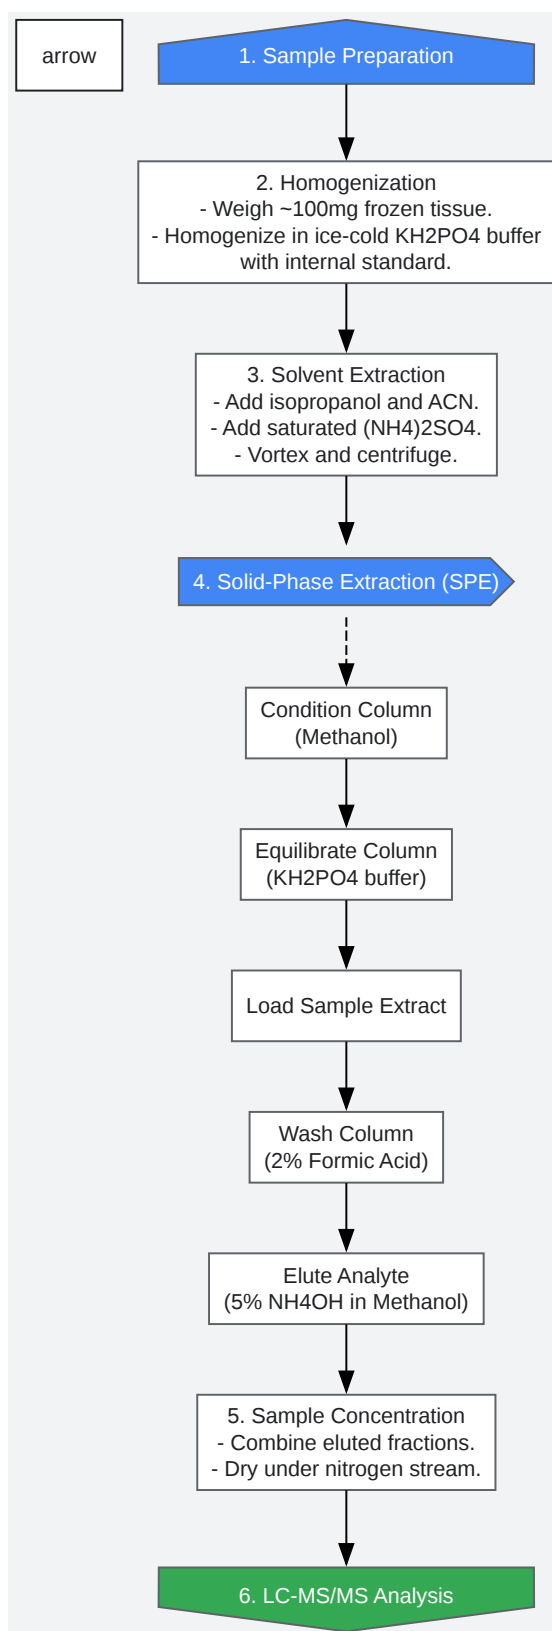 arrow
1. Sample Preparation
2. Homogenization
- Weigh ~100mg frozen tissue.
- Homogenize in ice-cold KH2PO4 buffer
with internal standard.
3. Solvent Extraction
- Add isopropanol and ACN.
- Add saturated (NH4)2SO4.
- Vortex and centrifuge.
4. Solid-Phase Extraction (SPE)
Condition Column
(Methanol)
Equilibrate Column
(KH2PO4 buffer)
Load Sample Extract
Wash Column
(2% Formic Acid)
Elute Analyte
(5% NH4OH in Methanol)
5. Sample Concentration
- Combine eluted fractions.
- Dry under nitrogen stream.
6. LC-MS/MS Analysis